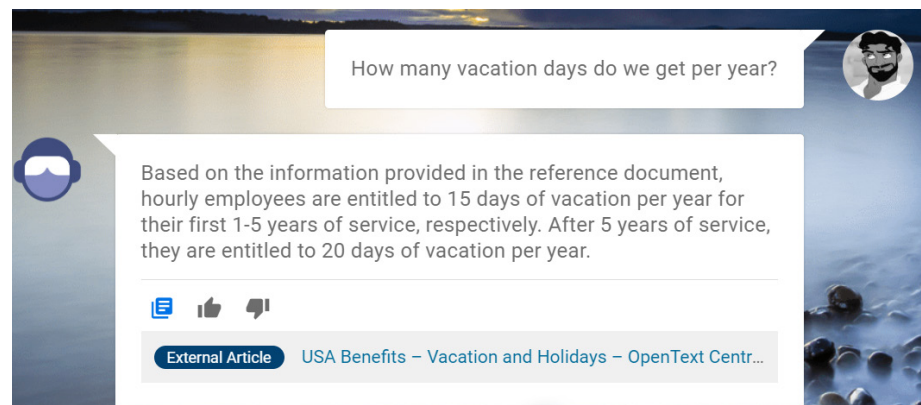 How many vacation days do we get per year?
Based on the information provided in the reference document,
hourly employees are entitled to 15 days of vacation per year for
their first 1-5 years of service, respectively. After 5 years of service,
they are entitled to 20 days of vacation per year.
External Article USA Benefits – Vacation and Holidays – OpenText Centr...